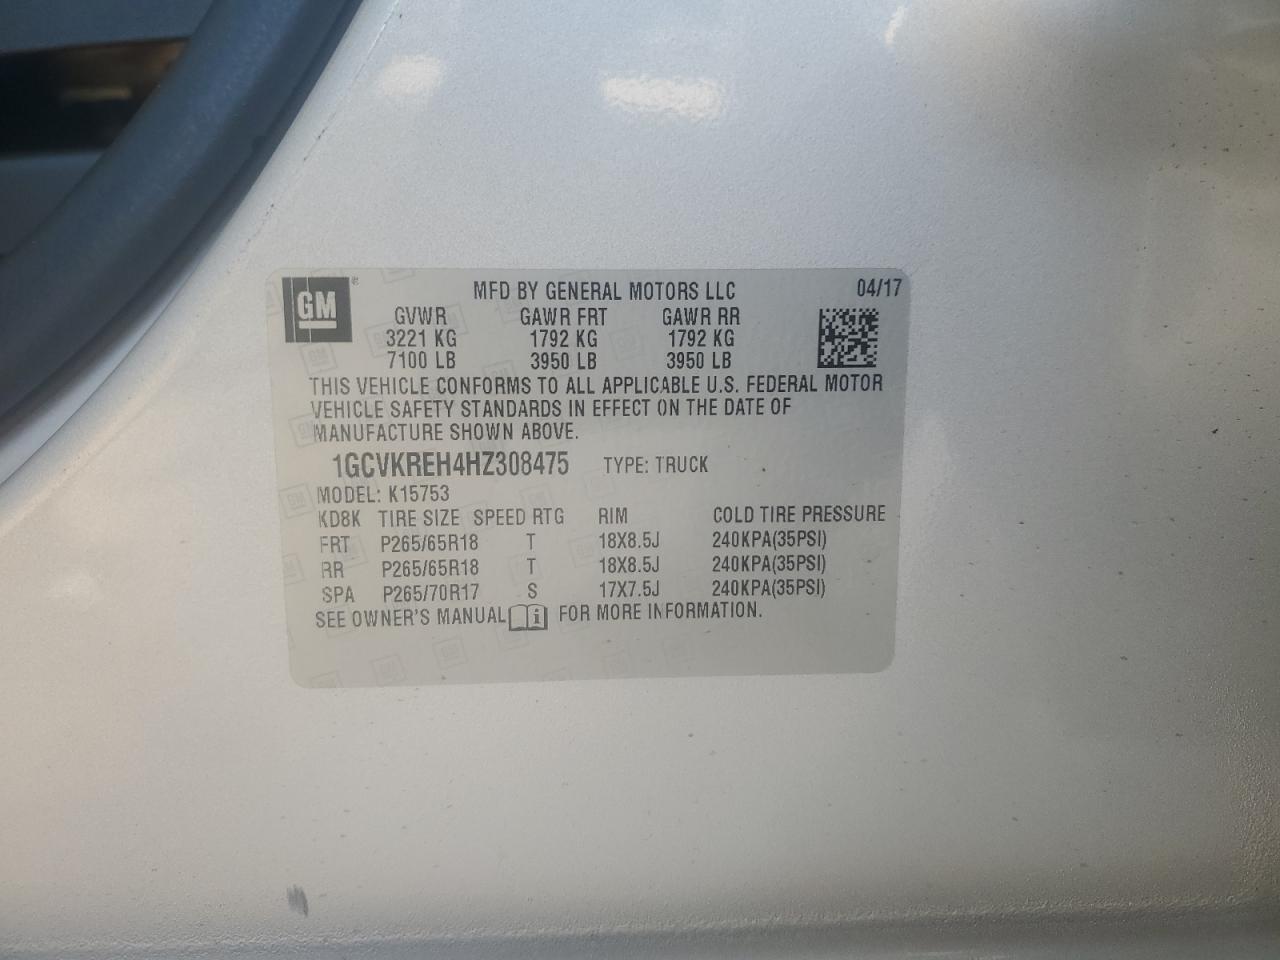 GM ®
MFD BY GENERAL MOTORS LLC 04/17
GVWR GAWR FRT GAWR RR
3221 KG 1792 KG 1792 KG
7100 LB 3950 LB 3950 LB
THIS VEHICLE CONFORMS TO ALL APPLICABLE U.S. FEDERAL MOTOR
VEHICLE SAFETY STANDARDS IN EFFECT ON THE DATE OF
MANUFACTURE SHOWN ABOVE.
1GCVKREH4HZ308475 TYPE: TRUCK
MODEL: K15753
KD8K TIRE SIZE SPEED RTG RIM COLD TIRE PRESSURE
FRT P265/65R18 T 18X8.5J 240KPA(35PSI)
RR P265/65R18 T 18X8.5J 240KPA(35PSI)
SPA P265/70R17 S 17X7.5J 240KPA(35PSI)
SEE OWNER'S MANUAL i FOR MORE INFORMATION.